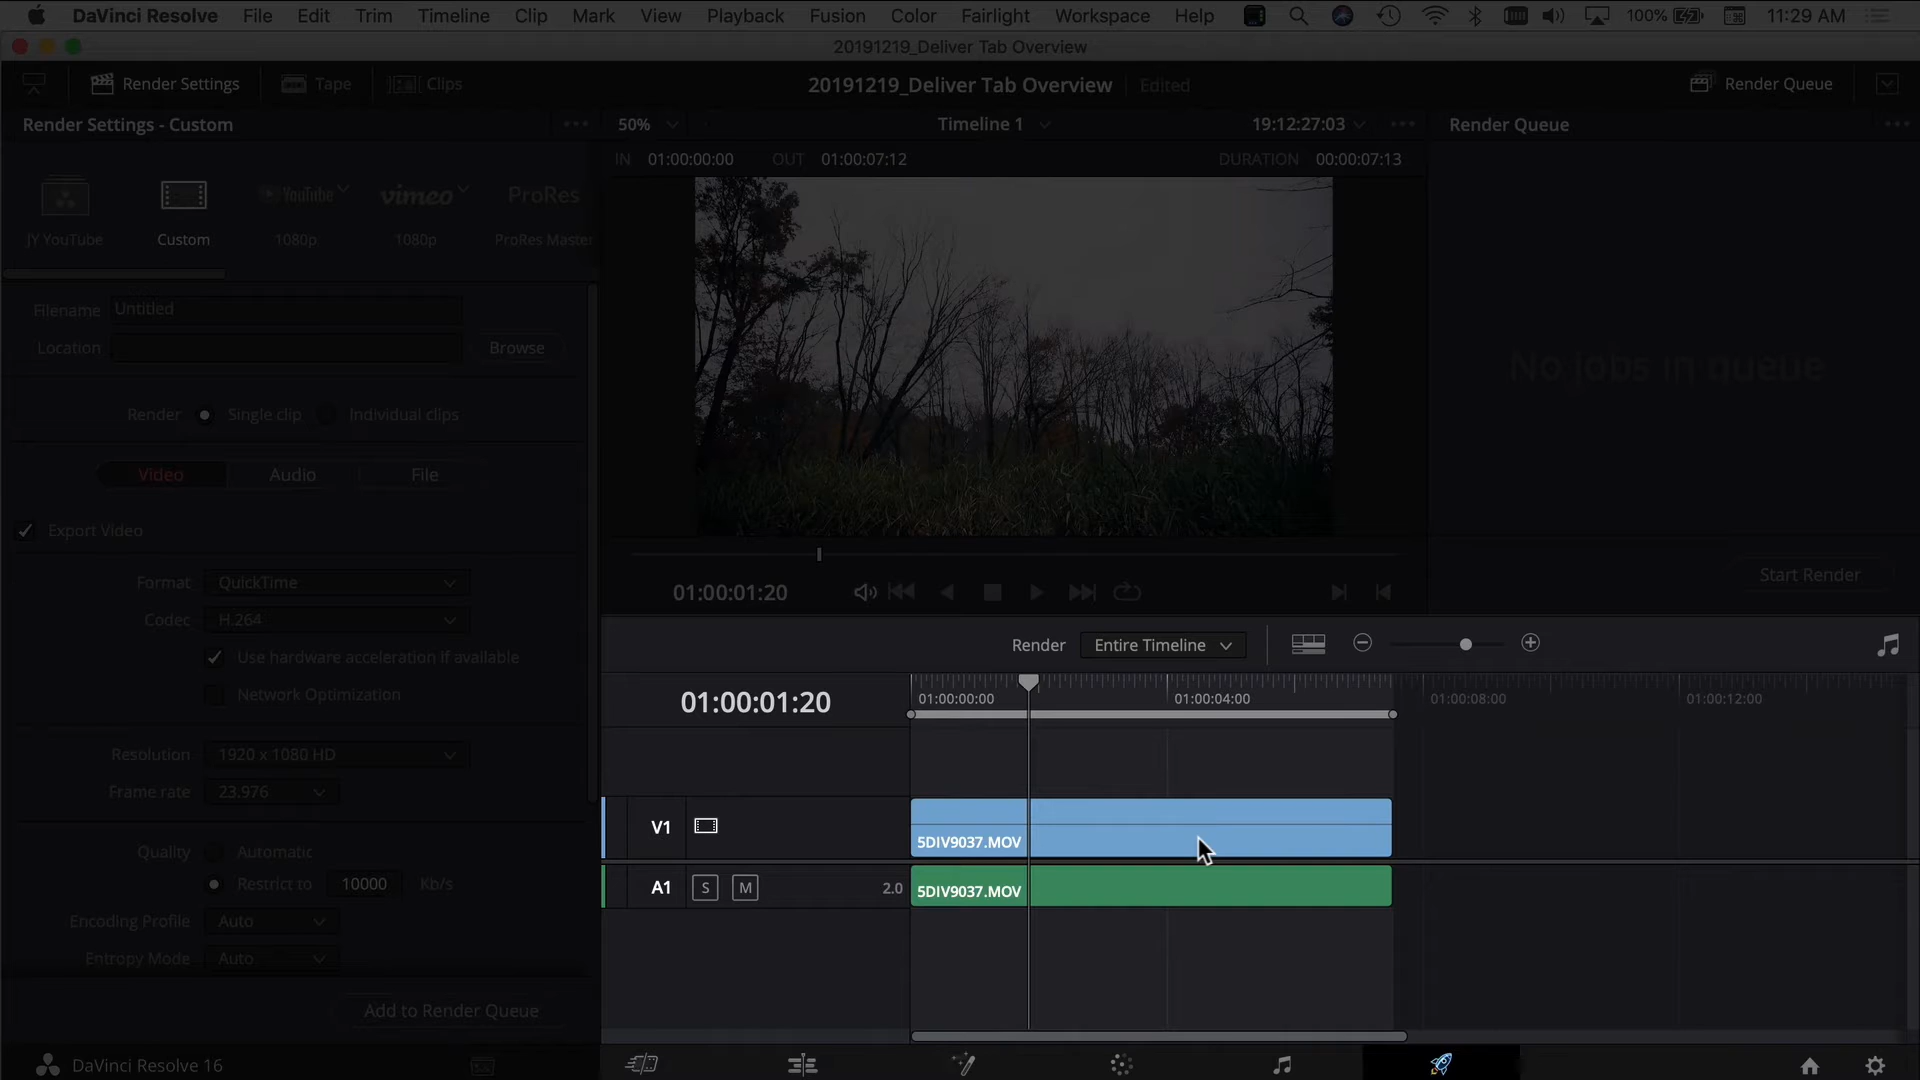 DaVinci Resolve File Edit Trim Timeline Clip Mark View Playback Fusion Color Fairlight Workspace Help 100% 11:29 AM
20191219_Deliver Tab Overview
Render Settings Tape Clips 20191219_Deliver Tab Overview Edited Render Queue
Render Settings - Custom 50% Timeline 1 19:12:27:03 Render Queue
IN 01:00:00:00 OUT 01:00:07:12 DURATION 00:00:07:13
YouTube vimeo ProRes
JY YouTube Custom 1080p 1080p ProRes Master
Filename Untitled
Location Browse
No jobs in queue
Render Single clip Individual clips
Video Audio File
Export Video
Format QuickTime
Start Render
01:00:01:20
Codec H.264
Render Entire Timeline
Use hardware acceleration if available
Network Optimization
01:00:01:20 01:00:00:00 01:00:04:00 01:00:08:00 01:00:12:00
Resolution 1920 x 1080 HD
Frame rate 23.976
V1 5DIV9037.MOV
Quality Automatic
Restrict to 10000 Kb/s
A1 S M 2.0 5DIV9037.MOV
Encoding Profile Auto
Entropy Mode Auto
Add to Render Queue
DaVinci Resolve 16